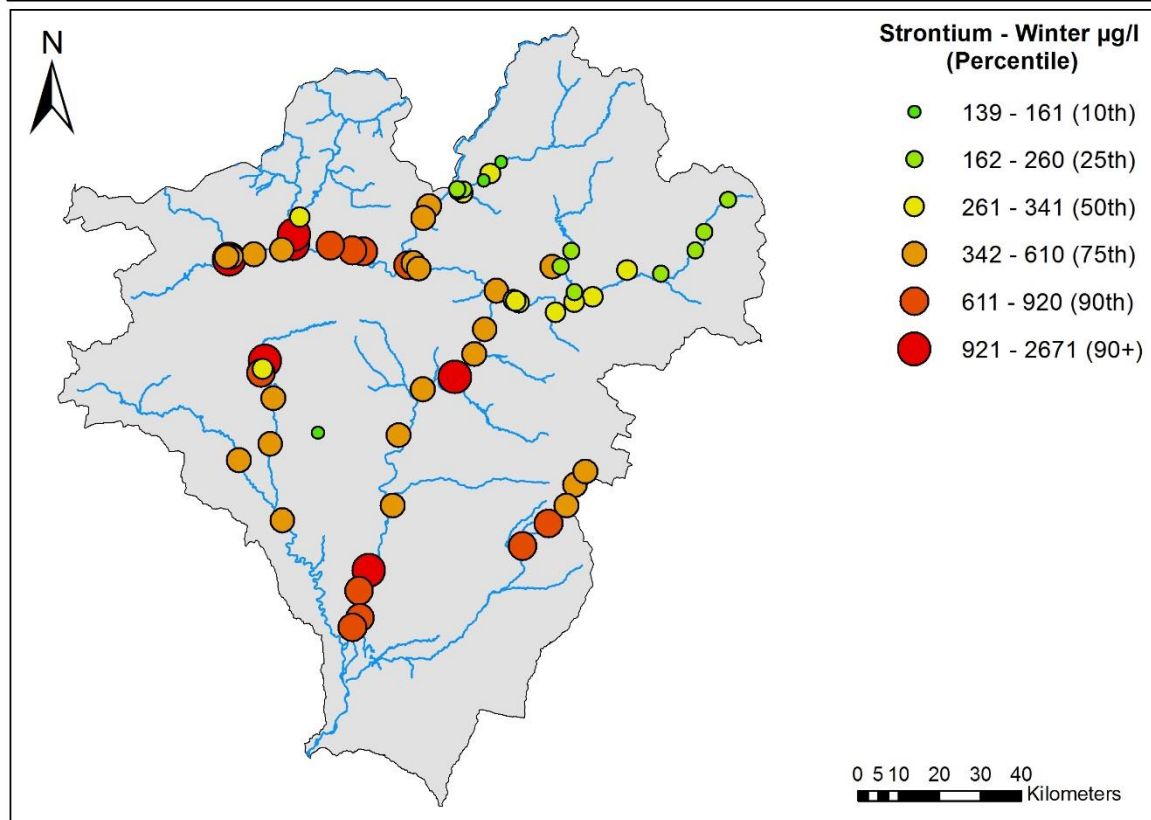 N
Strontium - Winter µg/l
(Percentile)
139 - 161 (10th)
162 - 260 (25th)
261 - 341 (50th)
342 - 610 (75th)
611 - 920 (90th)
921 - 2671 (90+)
0 5 10 20 30 40
Kilometers